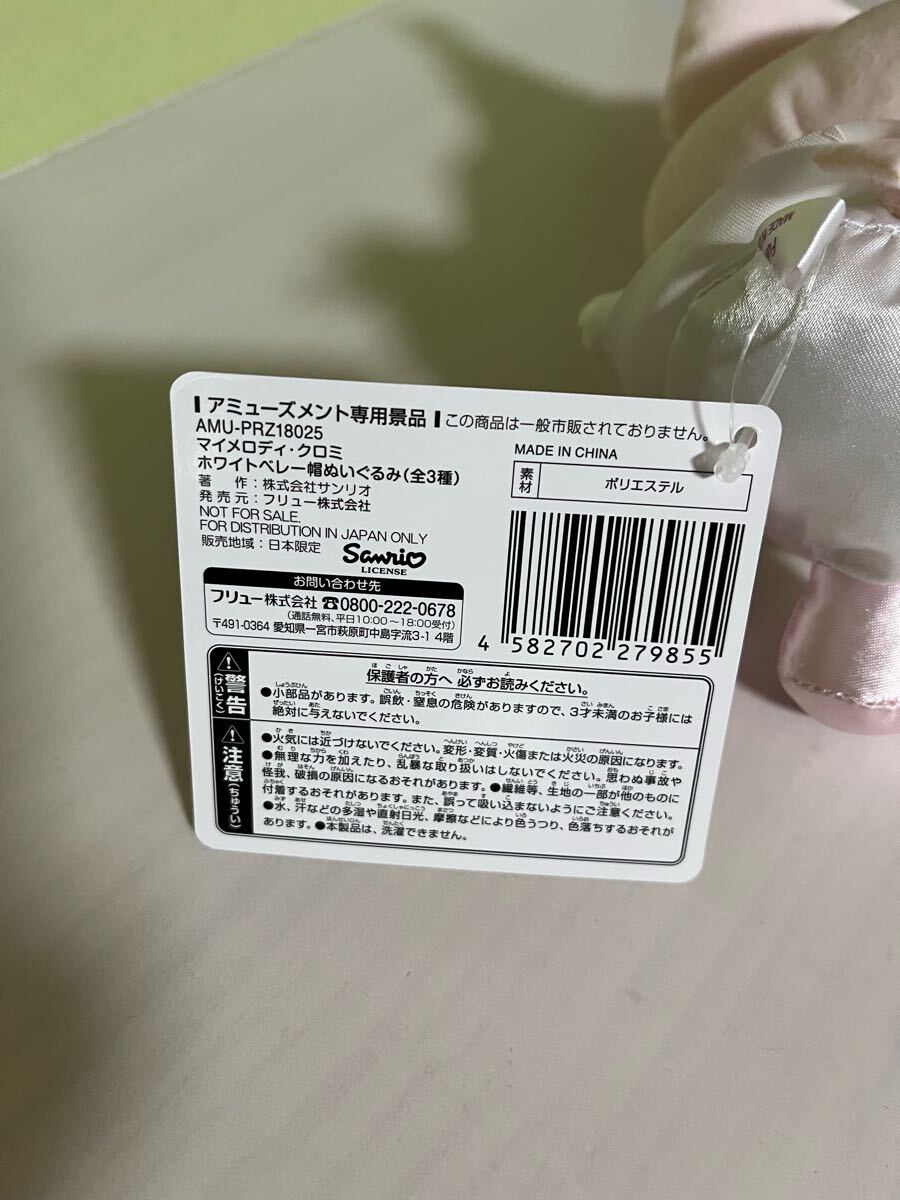 アミューズメント専用景品 この商品は一般市販されておりません。
AMU-PRZ18025
マイメロディ・クロミ
ホワイトベレー帽ぬいぐるみ(全3種)
著 作：株式会社サンリオ
発 売 元：フリュー株式会社
NOT FOR SALE.
FOR DISTRIBUTION IN JAPAN ONLY
販売地域：日本限定
Sanrio
LICENSE
お問い合わせ先
フリュー株式会社 ☎0800-222-0678
(通話無料、平日10:00～18:00受付)
〒491-0364 愛知県一宮市萩原町中島字流3-1 4階
MADE IN CHINA
素材 ポリエステル
4 582702 279855
保護者の方へ 必ずお読みください。
警告(けいこく)
●小部品があります。誤飲・窒息の危険がありますので、3才未満のお子様には
絶対に与えないでください。
注意(ちゅうい)
●火気には近づけないでください。変形・変質・火傷または火災の原因になります。
●無理な力を加えたり、乱暴な取り扱いはしないでください。思わぬ事故や
怪我、破損の原因になるおそれがあります。●繊維等、生地の一部が他のものに
付着するおそれがあります。また、誤って吸い込まないようにご注意ください。
●水、汗などの多湿や直射日光、摩擦などにより色うつり、色落ちするおそれが
あります。●本製品は、洗濯できません。